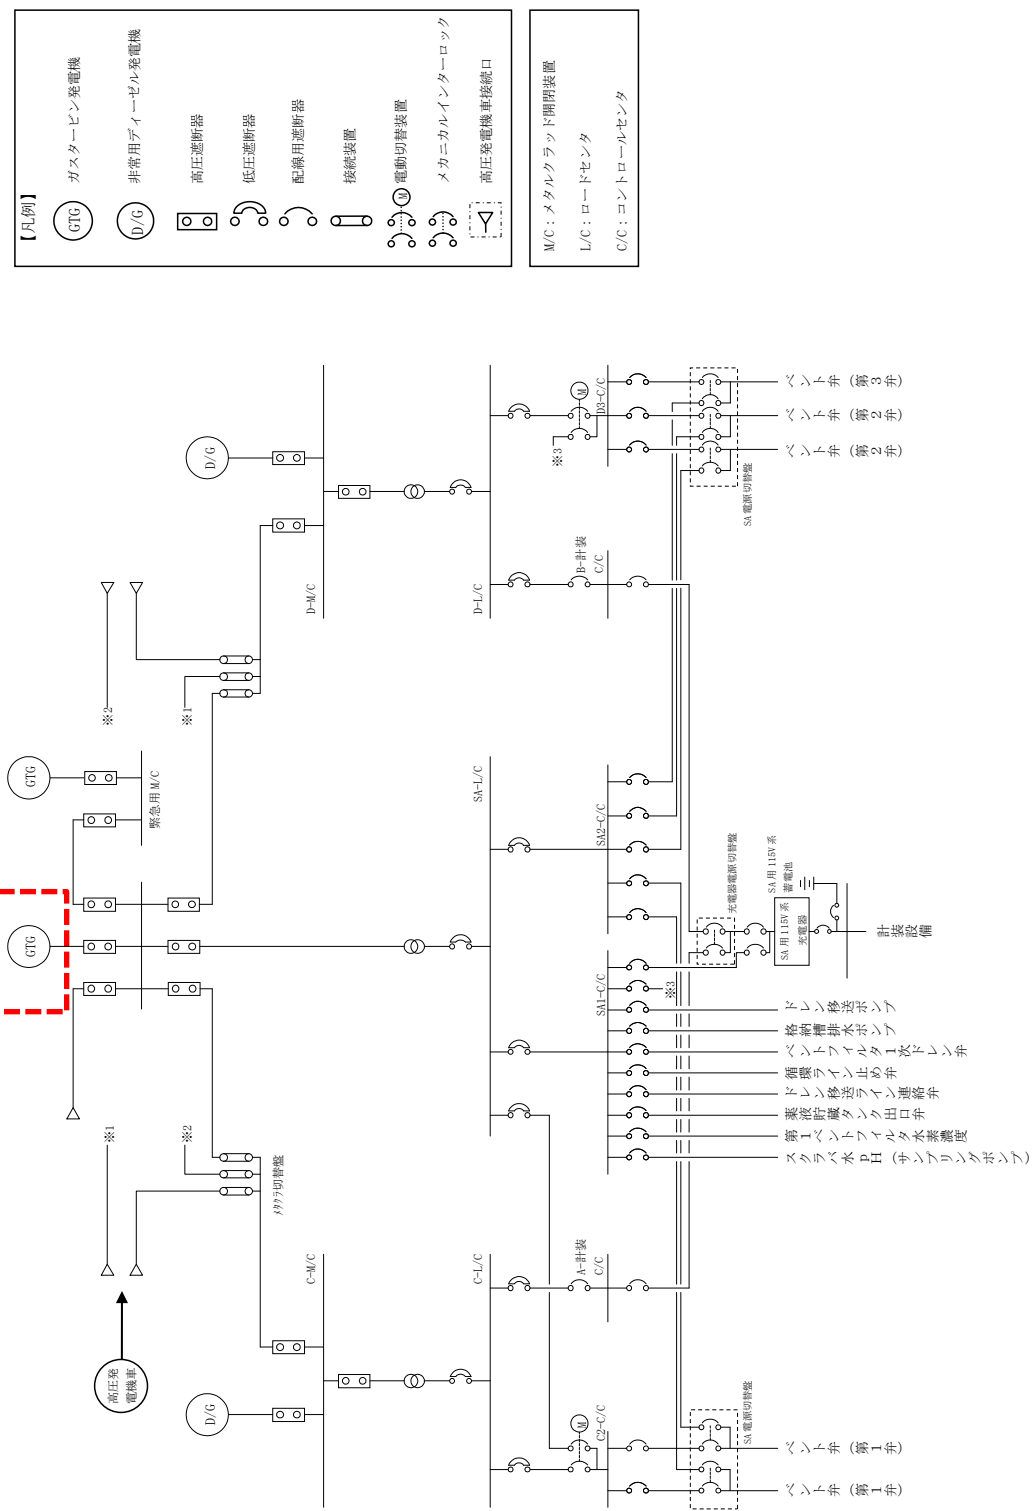 【凡例】
GTG
ガスタービン発電機
D/G
非常用ディーゼル発電機
高圧遮断器
低圧遮断器
配線用遮断器
接続装置
M
電動切替装置
メカニカルインターロック
高圧発電機車接続口
M/C：メタルクラッド開閉装置
L/C：ロードセンタ
C/C：コントロールセンタ
GTG
GTG
緊急用M/C
※1
※2
※2
※1
高圧発
電機車
メタクラ切替盤
D/G
D/G
C-M/C
D-M/C
C-L/C
SA-L/C
D-L/C
M
C2-C/C
A-計装
C/C
SA1-C/C
※3
SA2-C/C
B-計装
C/C
※3
M
D3-C/C
SA電源切替盤
充電器電源切替盤
SA電源切替盤
SA用115V系
充電器
SA用115V系
蓄電池
ベント弁（第1弁）
ベント弁（第1弁）
スクラバ水pH（サンプリングポンプ）
第1ベントフィルタ水素濃度
薬液貯蔵タンク出口弁
ドレン移送ライン連絡弁
循環ライン止め弁
ベントフィルタ1次ドレン弁
格納槽排水ポンプ
ドレン移送ポンプ
計装設備
ベント弁（第2弁）
ベント弁（第2弁）
ベント弁（第3弁）